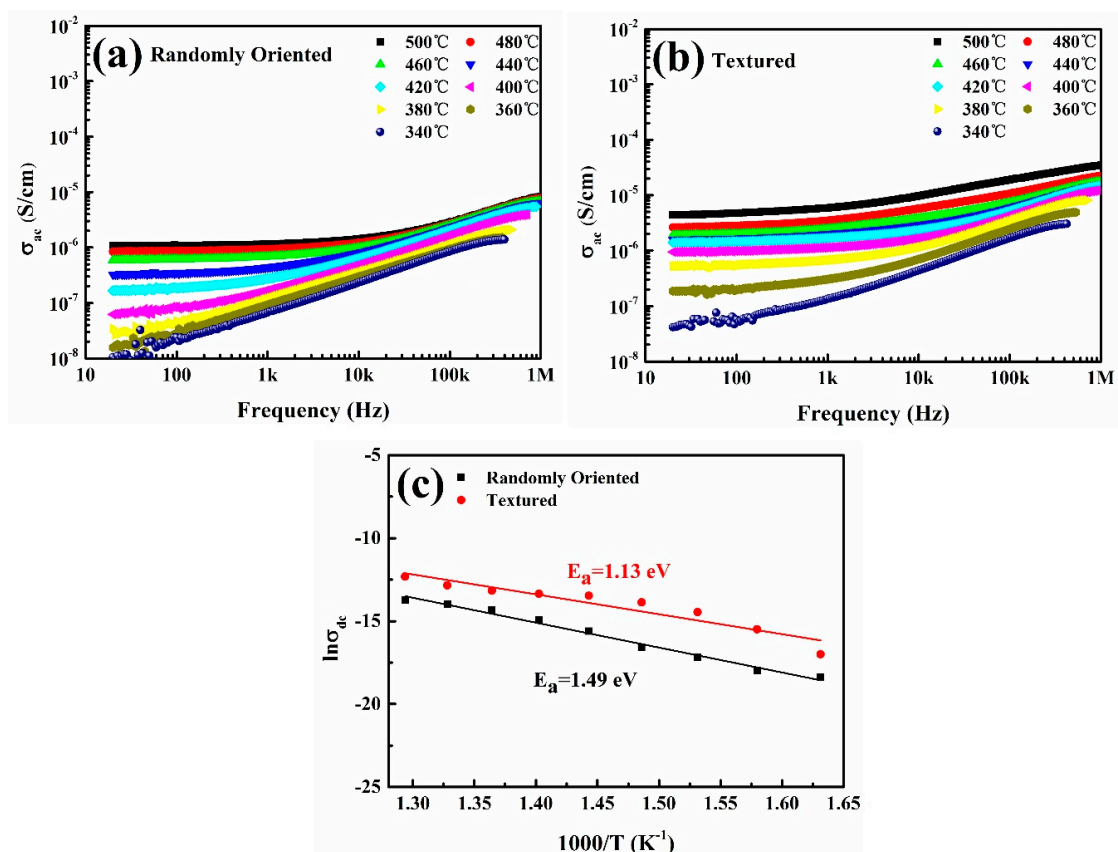 (a) Randomly Oriented
500℃ 480℃
460℃ 440℃
420℃ 400℃
380℃ 360℃
340℃
10⁻²
10⁻³
10⁻⁴
10⁻⁵
10⁻⁶
10⁻⁷
10⁻⁸
σac (S/cm)
10 100 1k 10k 100k 1M
Frequency (Hz)
(b) Textured
500℃ 480℃
460℃ 440℃
420℃ 400℃
380℃ 360℃
340℃
10⁻²
10⁻³
10⁻⁴
10⁻⁵
10⁻⁶
10⁻⁷
10⁻⁸
σac (S/cm)
10 100 1k 10k 100k 1M
Frequency (Hz)
(c) Randomly Oriented
Textured
Ea=1.13 eV
Ea=1.49 eV
-5
-10
-15
-20
-25
lnσdc
1.30 1.35 1.40 1.45 1.50 1.55 1.60 1.65
1000/T (K⁻¹)